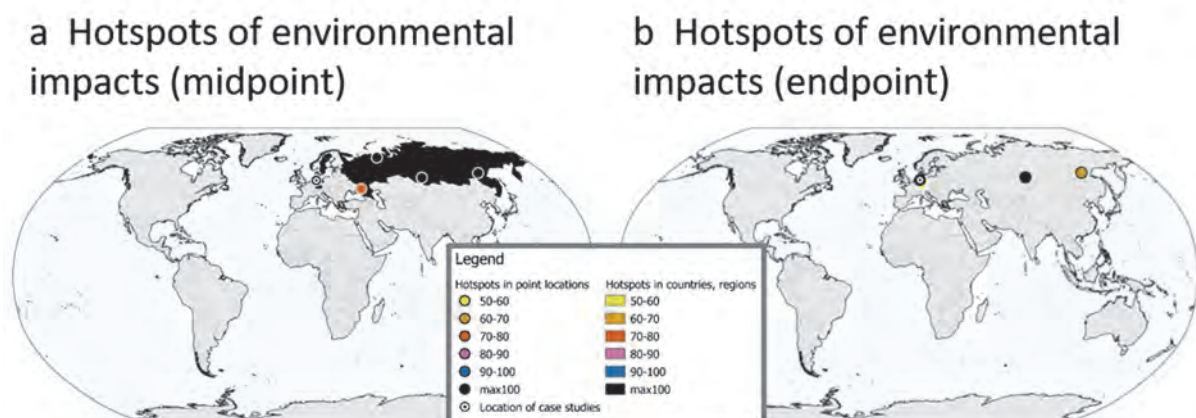 a Hotspots of environmental
impacts (midpoint)
b Hotspots of environmental
impacts (endpoint)
Legend
Hotspots in point locations
50-60
60-70
70-80
80-90
90-100
max100
Location of case studies
Hotspots in countries, regions
50-60
60-70
70-80
80-90
90-100
max100